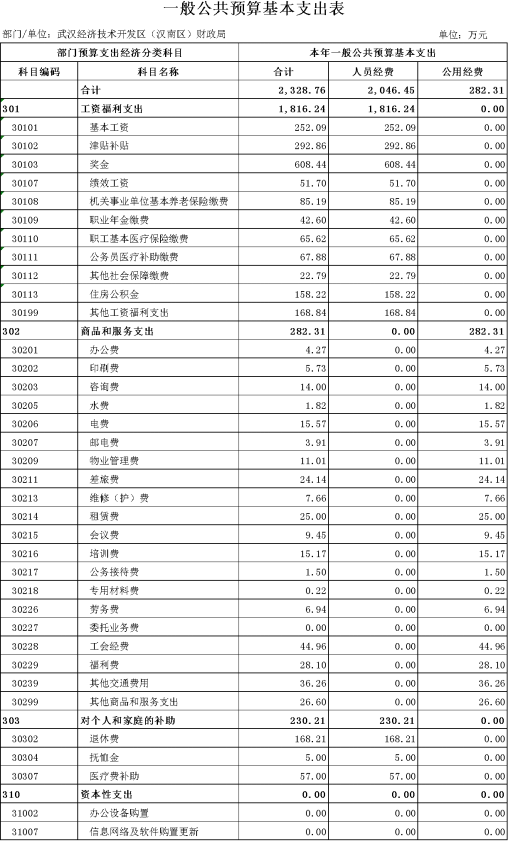 一般公共预算基本支出表
部门/单位：武汉经济技术开发区（汉南区）财政局 单位：万元
部门预算支出经济分类科目 本年一般公共预算基本支出
科目编码 科目名称 合计 人员经费 公用经费
合计 2,328.76 2,046.45 282.31
301 工资福利支出 1,816.24 1,816.24 0.00
30101 基本工资 252.09 252.09 0.00
30102 津贴补贴 292.86 292.86 0.00
30103 奖金 608.44 608.44 0.00
30107 绩效工资 51.70 51.70 0.00
30108 机关事业单位基本养老保险缴费 85.19 85.19 0.00
30109 职业年金缴费 42.60 42.60 0.00
30110 职工基本医疗保险缴费 65.62 65.62 0.00
30111 公务员医疗补助缴费 67.88 67.88 0.00
30112 其他社会保障缴费 22.79 22.79 0.00
30113 住房公积金 158.22 158.22 0.00
30199 其他工资福利支出 168.84 168.84 0.00
302 商品和服务支出 282.31 0.00 282.31
30201 办公费 4.27 0.00 4.27
30202 印刷费 5.73 0.00 5.73
30203 咨询费 14.00 0.00 14.00
30205 水费 1.82 0.00 1.82
30206 电费 15.57 0.00 15.57
30207 邮电费 3.91 0.00 3.91
30209 物业管理费 11.01 0.00 11.01
30211 差旅费 24.14 0.00 24.14
30213 维修（护）费 7.66 0.00 7.66
30214 租赁费 25.00 0.00 25.00
30215 会议费 9.45 0.00 9.45
30216 培训费 15.17 0.00 15.17
30217 公务接待费 1.50 0.00 1.50
30218 专用材料费 0.22 0.00 0.22
30226 劳务费 6.94 0.00 6.94
30227 委托业务费 0.00 0.00 0.00
30228 工会经费 44.96 0.00 44.96
30229 福利费 28.10 0.00 28.10
30239 其他交通费用 36.26 0.00 36.26
30299 其他商品和服务支出 26.60 0.00 26.60
303 对个人和家庭的补助 230.21 230.21 0.00
30302 退休费 168.21 168.21 0.00
30304 抚恤金 5.00 5.00 0.00
30307 医疗费补助 57.00 57.00 0.00
310 资本性支出 0.00 0.00 0.00
31002 办公设备购置 0.00 0.00 0.00
31007 信息网络及软件购置更新 0.00 0.00 0.00